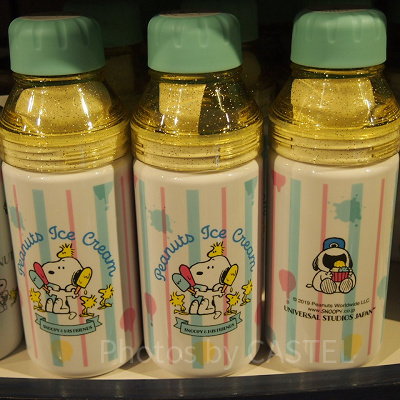 Peanuts Ice Cream
SNOOPY & HIS FRIENDS
Peanuts Ice Cream
SNOOPY & HIS FRIENDS
© 2019 Peanuts Worldwide LLC
www.SNOOPY.co.jp
UNIVERSAL STUDIOS JAPAN
Photos by CASTEL